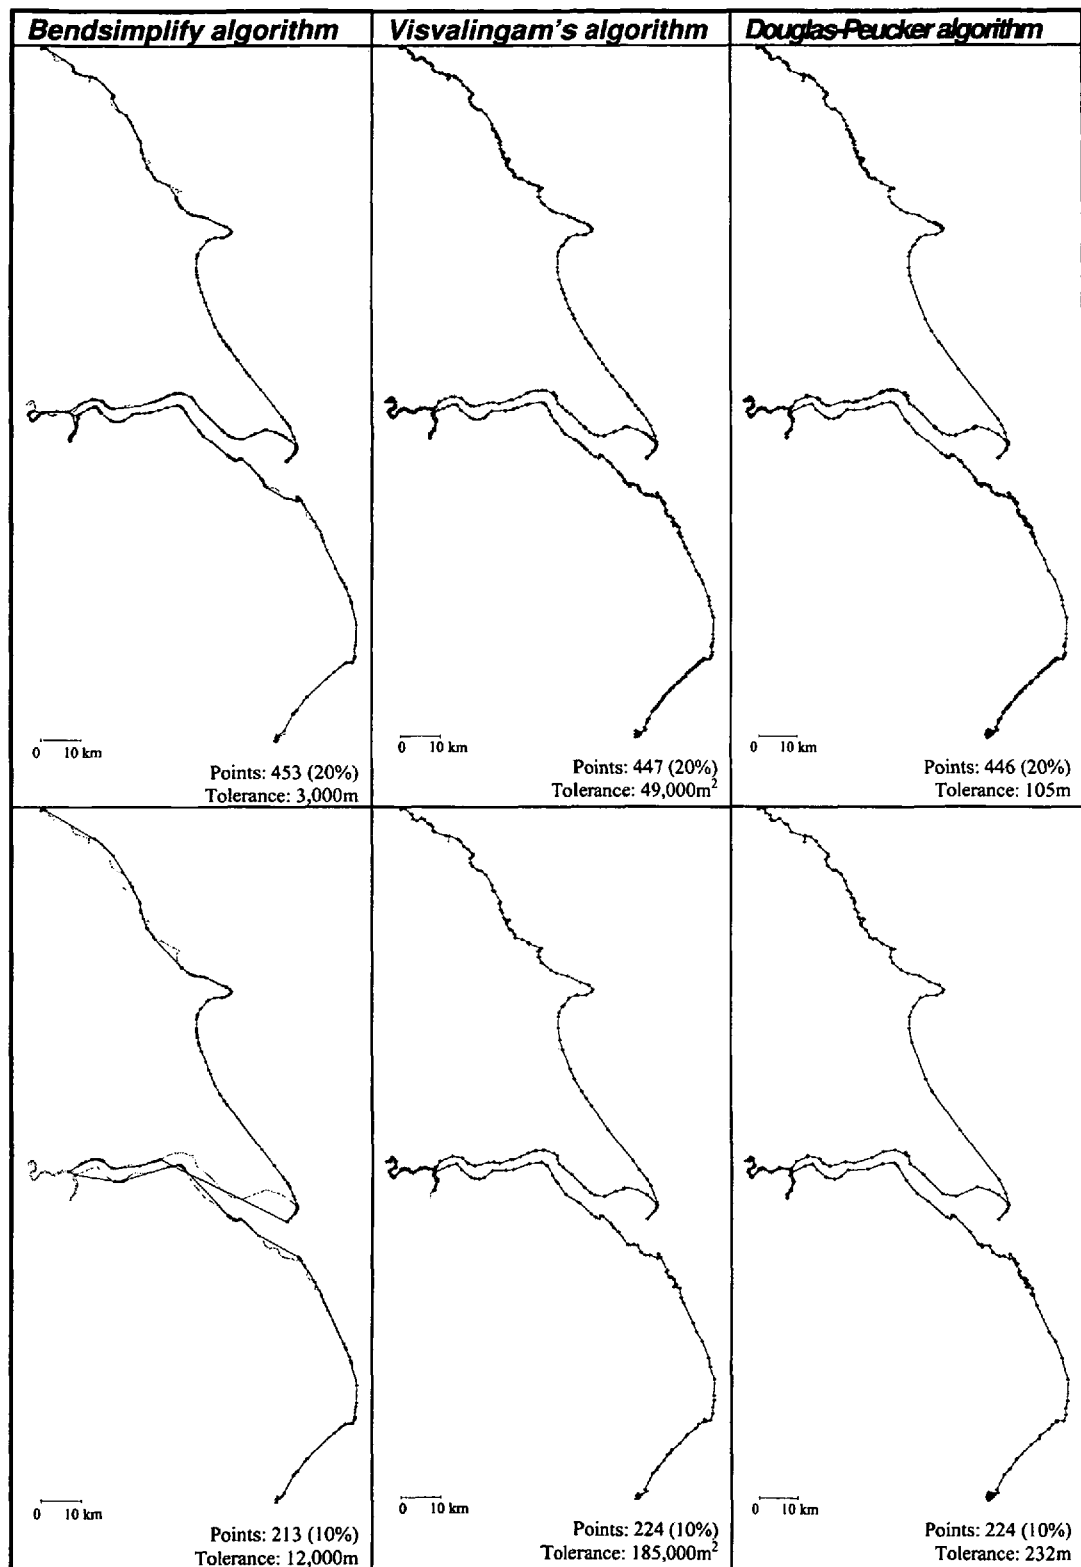 Bendsimplify algorithm
Visvalingam's algorithm
Douglas-Peucker algorithm
0 10 km
Points: 453 (20%)
Tolerance: 3,000m
0 10 km
Points: 447 (20%)
Tolerance: 49,000m²
0 10 km
Points: 446 (20%)
Tolerance: 105m
0 10 km
Points: 213 (10%)
Tolerance: 12,000m
0 10 km
Points: 224 (10%)
Tolerance: 185,000m²
0 10 km
Points: 224 (10%)
Tolerance: 232m